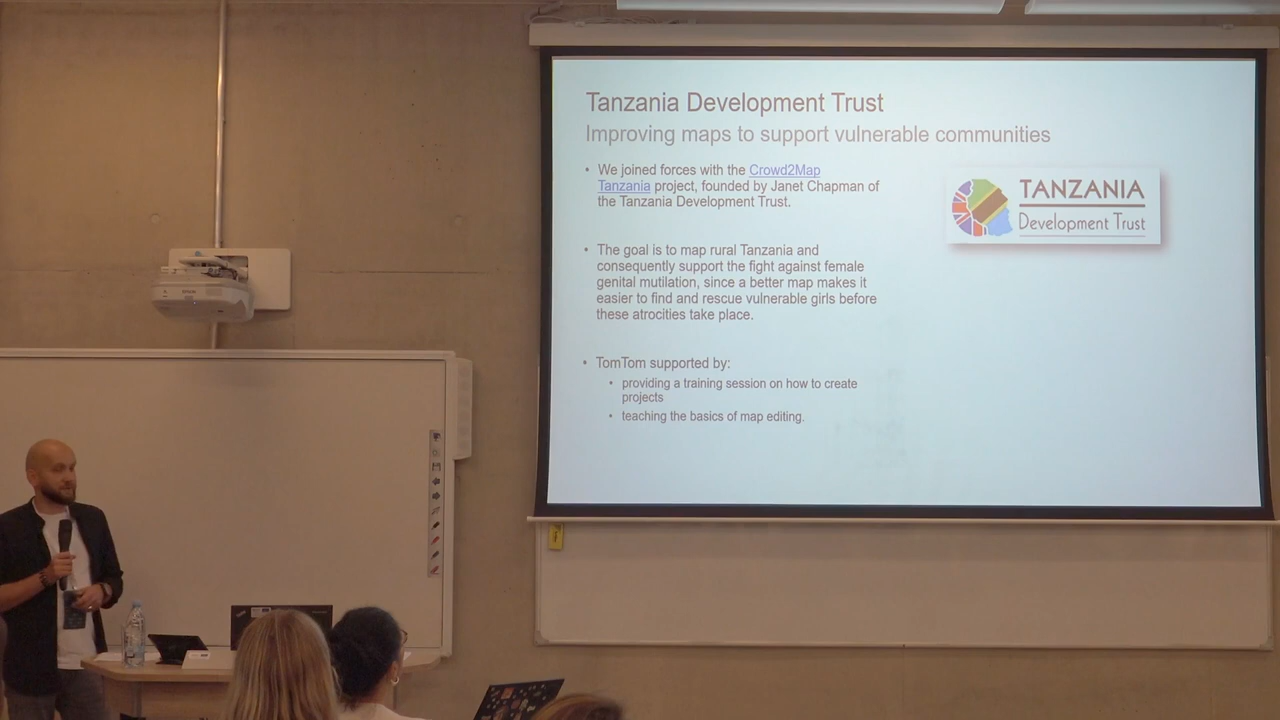 Tanzania Development Trust
Improving maps to support vulnerable communities
• We joined forces with the Crowd2Map
Tanzania project, founded by Janet Chapman of
the Tanzania Development Trust.
• The goal is to map rural Tanzania and
consequently support the fight against female
genital mutilation, since a better map makes it
easier to find and rescue vulnerable girls before
these atrocities take place.
• TomTom supported by:
• providing a training session on how to create
projects
• teaching the basics of map editing.
TANZANIA
Development Trust
EPSON